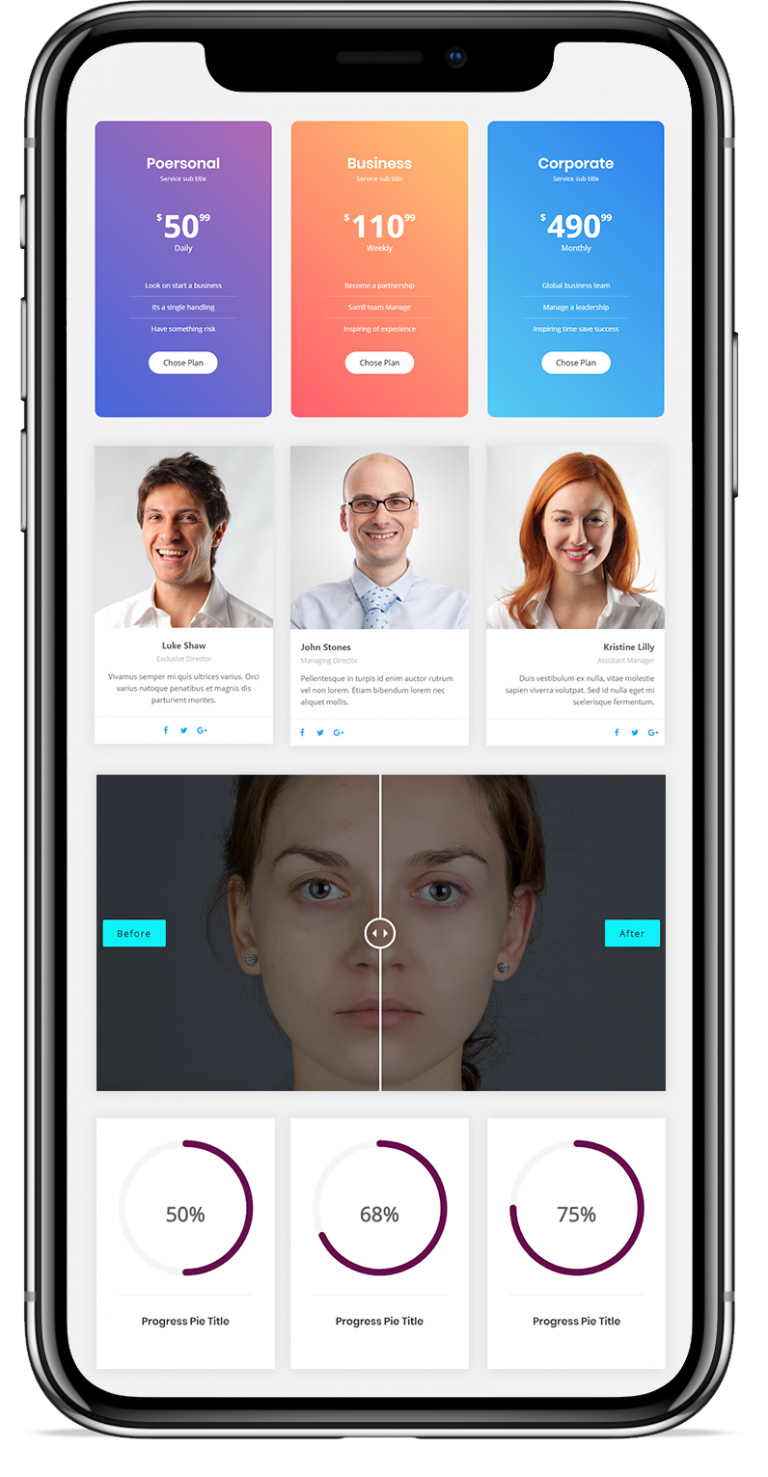 Poersonal
Service sub title
$50.99
Daily
Look on start a business
Its a single handling
Have something risk
Chose Plan
Business
Service sub title
$110.99
Weekly
Become a partnership
Samll team Manage
Inspiring of experience
Chose Plan
Corporate
Service sub title
$490.99
Monthly
Global business team
Manage a leadership
Inspiring time save success
Chose Plan
Luke Shaw
Exclusive Director
Vivamus semper mi quis ultrices varius. Orci
varius natoque penatibus et magnis dis
parturient montes.
John Stones
Managing Director
Pellentesque in turpis id enim auctor rutrum
vel non lorem. Etiam bibendum lorem nec
aliquet mollis.
Kristine Lilly
Assistant Manager
Duis vestibulum ex nulla, vitae molestie
sapien viverra volutpat. Sed id nulla eget mi
scelerisque fermentum.
Before
After
50%
Progress Pie Title
68%
Progress Pie Title
75%
Progress Pie Title